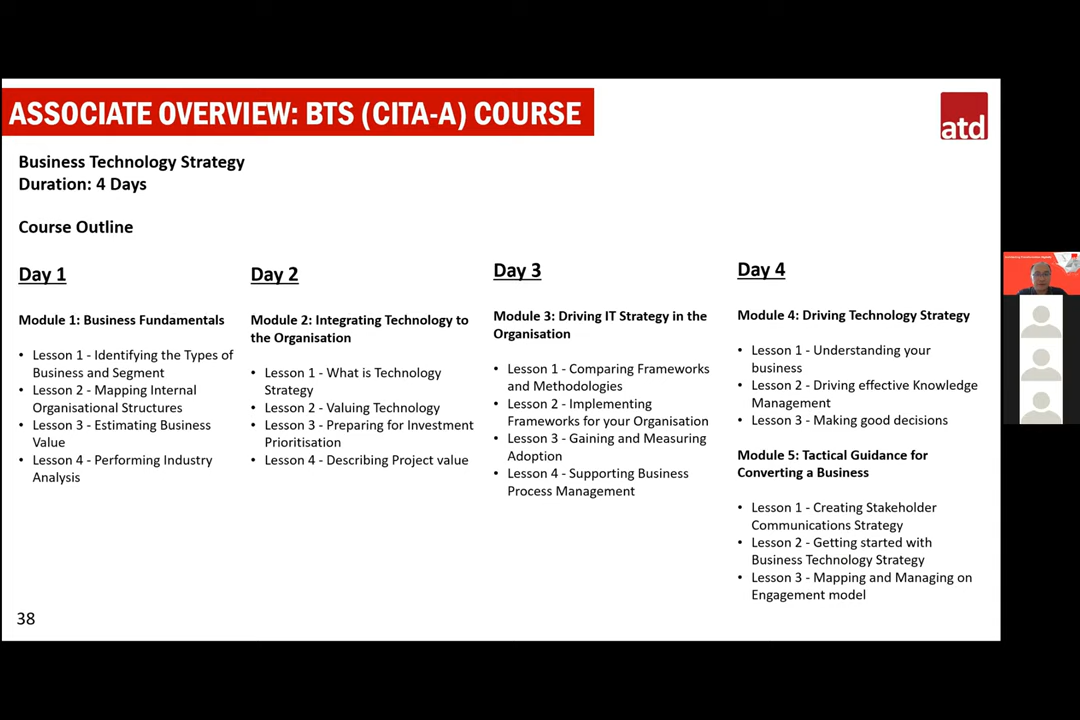 ASSOCIATE OVERVIEW: BTS (CITA-A) COURSE
atd
Business Technology Strategy
Duration: 4 Days
Course Outline
Day 1
Module 1: Business Fundamentals
• Lesson 1 - Identifying the Types of
Business and Segment
• Lesson 2 - Mapping Internal
Organisational Structures
• Lesson 3 - Estimating Business
Value
• Lesson 4 - Performing Industry
Analysis
Day 2
Module 2: Integrating Technology to
the Organisation
• Lesson 1 - What is Technology
Strategy
• Lesson 2 - Valuing Technology
• Lesson 3 - Preparing for Investment
Prioritisation
• Lesson 4 - Describing Project value
Day 3
Module 3: Driving IT Strategy in the
Organisation
• Lesson 1 - Comparing Frameworks
and Methodologies
• Lesson 2 - Implementing
Frameworks for your Organisation
• Lesson 3 - Gaining and Measuring
Adoption
• Lesson 4 - Supporting Business
Process Management
Day 4
Module 4: Driving Technology Strategy
• Lesson 1 - Understanding your
business
• Lesson 2 - Driving effective Knowledge
Management
• Lesson 3 - Making good decisions
Module 5: Tactical Guidance for
Converting a Business
• Lesson 1 - Creating Stakeholder
Communications Strategy
• Lesson 2 - Getting started with
Business Technology Strategy
• Lesson 3 - Mapping and Managing on
Engagement model
38